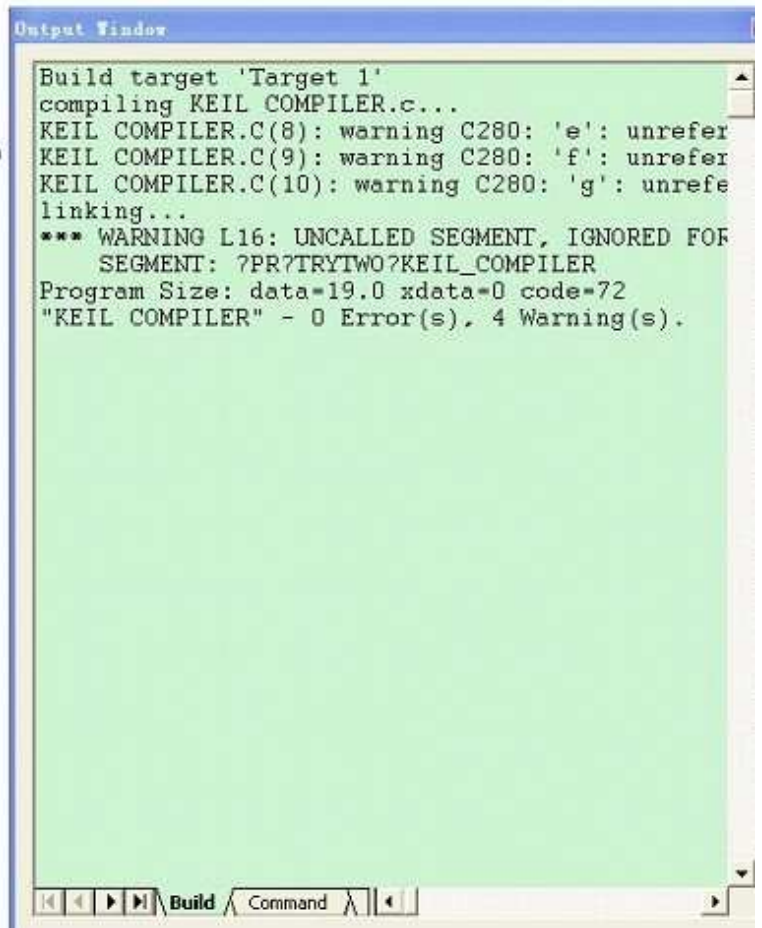 Output Window
Build target 'Target 1'
compiling KEIL COMPILER.c...
KEIL COMPILER.C(8): warning C280: 'e': unrefer
KEIL COMPILER.C(9): warning C280: 'f': unrefer
KEIL COMPILER.C(10): warning C280: 'g': unrefe
linking...
*** WARNING L16: UNCALLED SEGMENT, IGNORED FOR
SEGMENT: ?PR?TRYTWO?KEIL_COMPILER
Program Size: data=19.0 xdata=0 code=72
"KEIL COMPILER" - 0 Error(s), 4 Warning(s).
Build Command